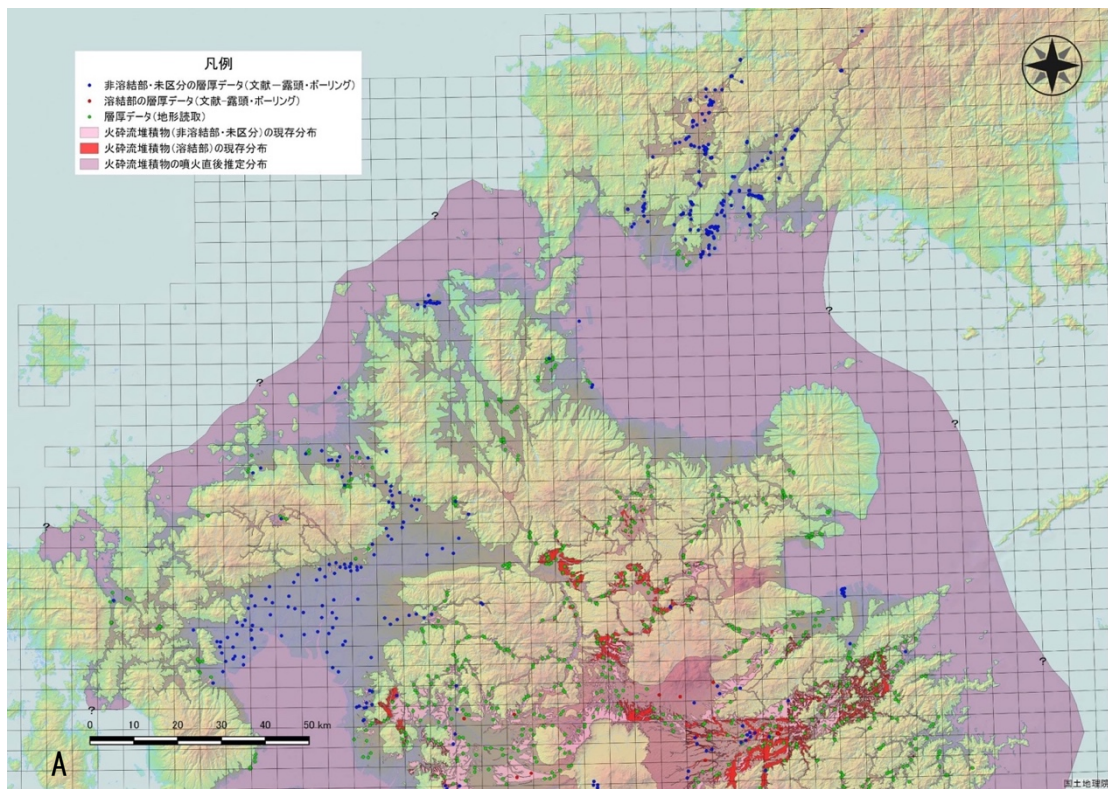 凡例
非溶結部・未区分の層厚データ(文献ー露頭・ボーリング)
溶結部の層厚データ(文献-露頭・ボーリング)
層厚データ(地形読取)
火砕流堆積物(非溶結部・未区分)の現存分布
火砕流堆積物(溶結部)の現存分布
火砕流堆積物の噴火直後推定分布
?
?
?
?
?
?
?
0 10 20 30 40 50 km
A
国土地理院